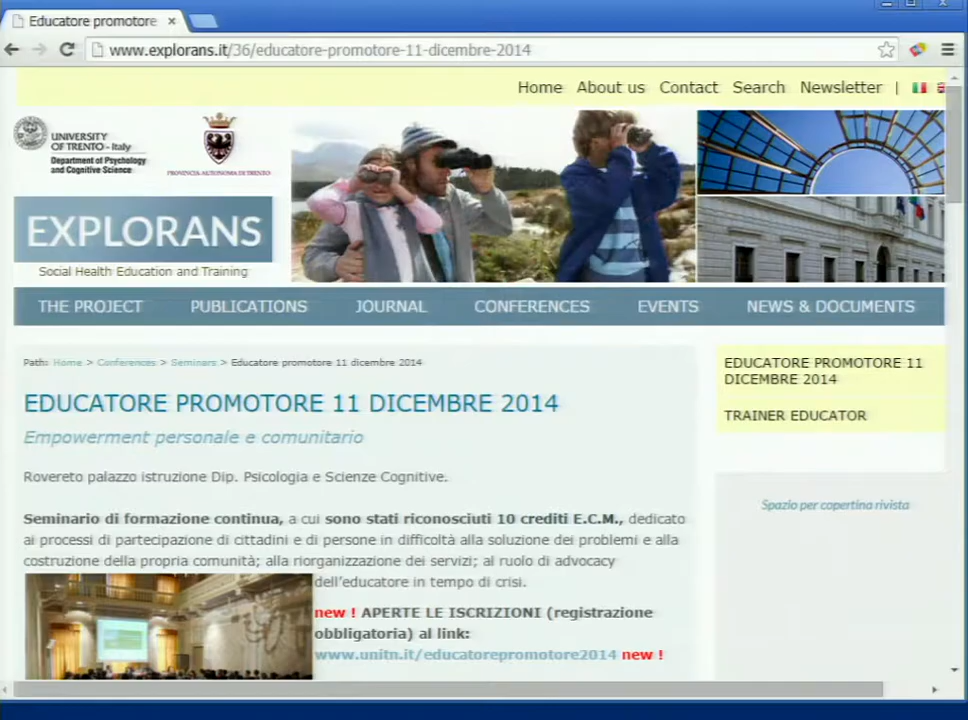 Educatore promotore
www.explorans.it/36/educatore-promotore-11-dicembre-2014
Home About us Contact Search Newsletter |
UNIVERSITY
OF TRENTO - Italy
Department of Psychology
and Cognitive Science
PROVINCIA AUTONOMA DI TRENTO
EXPLORANS
Social Health Education and Training
THE PROJECT PUBLICATIONS JOURNAL CONFERENCES EVENTS NEWS & DOCUMENTS
Path: Home > Conferences > Seminars > Educatore promotore 11 dicembre 2014
EDUCATORE PROMOTORE 11 DICEMBRE 2014
Empowerment personale e comunitario
Rovereto palazzo istruzione Dip. Psicologia e Scienze Cognitive.
Seminario di formazione continua, a cui sono stati riconosciuti 10 crediti E.C.M., dedicato
ai processi di partecipazione di cittadini e di persone in difficoltà alla soluzione dei problemi e alla
costruzione della propria comunità; alla riorganizzazione dei servizi; al ruolo di advocacy
dell'educatore in tempo di crisi.
new ! APERTE LE ISCRIZIONI (registrazione
obbligatoria) al link:
www.unitn.it/educatorepromotore2014 new !
EDUCATORE PROMOTORE 11
DICEMBRE 2014
TRAINER EDUCATOR
Spazio per copertina rivista